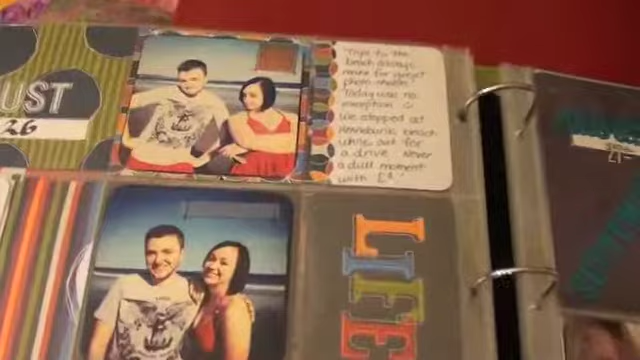 UST
26
Trips to the
beach always
make for great
photo
Today was no
exception
We stopped at
Kennebunk beach
while out for
a drive. Never
a dull moment
with
LIFE